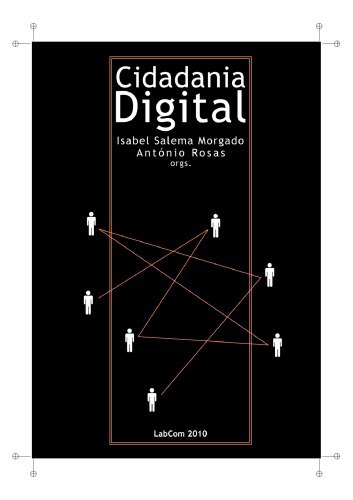 Cidadania
Digital
Isabel Salema Morgado
António Rosas
orgs.
LabCom 2010